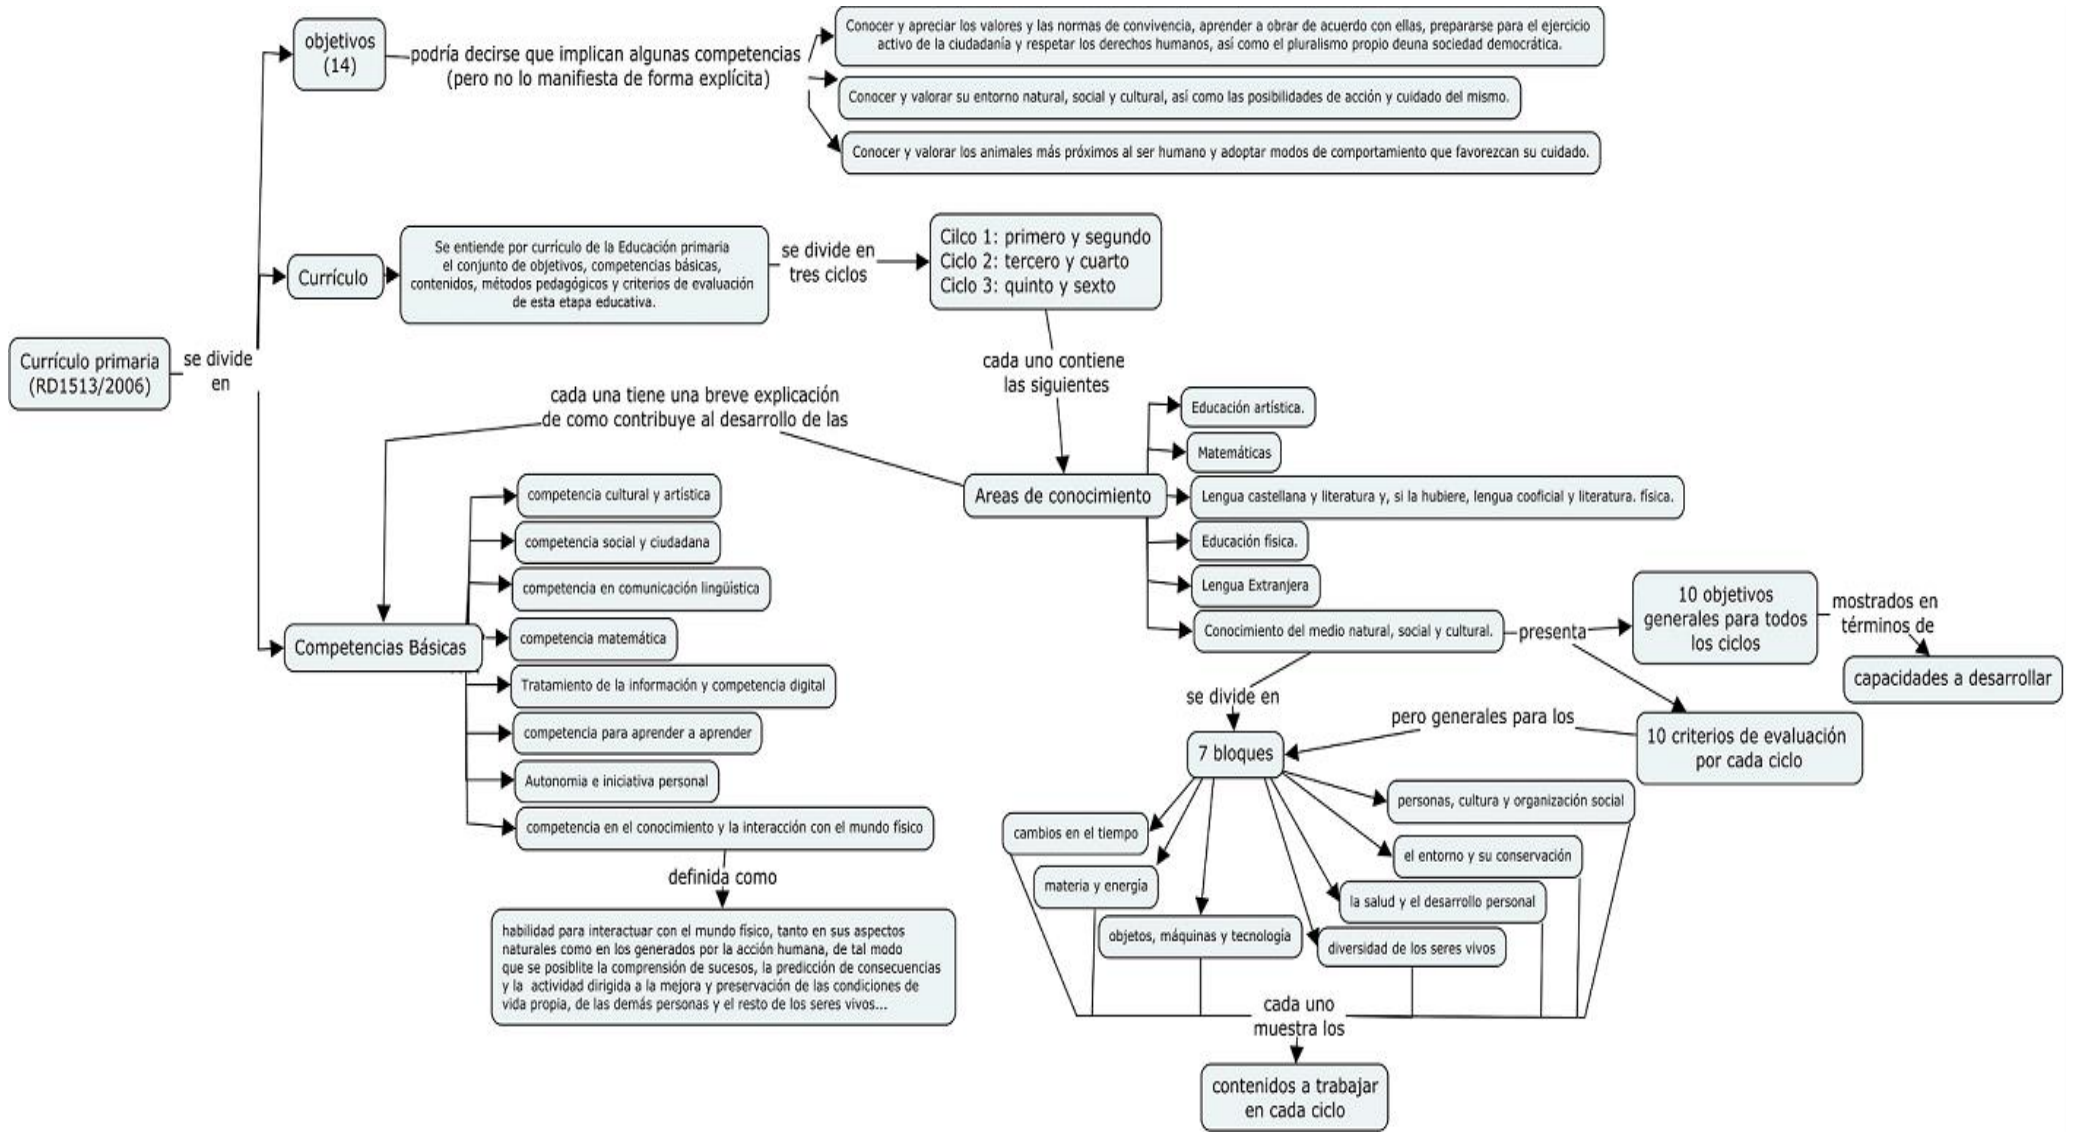 objetivos
(14)
podría decirse que implican algunas competencias
(pero no lo manifiesta de forma explícita)
Conocer y apreciar los valores y las normas de convivencia, aprender a obrar de acuerdo con ellas, prepararse para el ejercicio
activo de la ciudadanía y respetar los derechos humanos, así como el pluralismo propio deuna sociedad democrática.
Conocer y valorar su entorno natural, social y cultural, así como las posibilidades de acción y cuidado del mismo.
Conocer y valorar los animales más próximos al ser humano y adoptar modos de comportamiento que favorezcan su cuidado.
Currículo
Se entiende por currículo de la Educación primaria
el conjunto de objetivos, competencias básicas,
contenidos, métodos pedagógicos y criterios de evaluación
de esta etapa educativa.
se divide en
tres ciclos
Cilco 1: primero y segundo
Ciclo 2: tercero y cuarto
Ciclo 3: quinto y sexto
Currículo primaria
(RD1513/2006)
se divide
en
cada uno contiene
las siguientes
cada una tiene una breve explicación
de como contribuye al desarrollo de las
Areas de conocimiento
Educación artística.
Matemáticas
Lengua castellana y literatura y, si la hubiere, lengua cooficial y literatura. física.
Educación física.
Lengua Extranjera
Conocimiento del medio natural, social y cultural.
Competencias Básicas
competencia cultural y artística
competencia social y ciudadana
competencia en comunicación lingüística
competencia matemática
Tratamiento de la información y competencia digital
competencia para aprender a aprender
Autonomia e iniciativa personal
competencia en el conocimiento y la interacción con el mundo físico
definida como
habilidad para interactuar con el mundo físico, tanto en sus aspectos
naturales como en los generados por la acción humana, de tal modo
que se posiblite la comprensión de sucesos, la predicción de consecuencias
y la actividad dirigida a la mejora y preservación de las condiciones de
vida propia, de las demás personas y el resto de los seres vivos...
presenta
10 objetivos
generales para todos
los ciclos
mostrados en
términos de
capacidades a desarrollar
10 criterios de evaluación
por cada ciclo
pero generales para los
se divide en
7 bloques
cambios en el tiempo
materia y energía
objetos, máquinas y tecnología
diversidad de los seres vivos
la salud y el desarrollo personal
el entorno y su conservación
personas, cultura y organización social
cada uno
muestra los
contenidos a trabajar
en cada ciclo